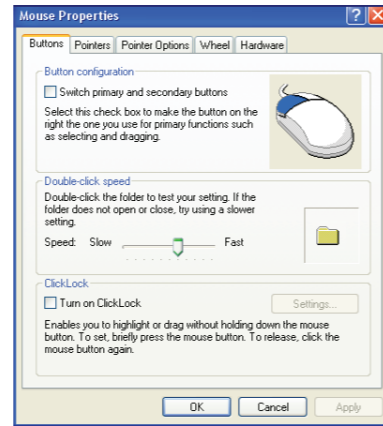 Mouse Properties
Buttons Pointers Pointer Options Wheel Hardware
Button configuration
Switch primary and secondary buttons
Select this check box to make the button on the
right the one you use for primary functions such
as selecting and dragging.
Double-click speed
Double-click the folder to test your setting. If the
folder does not open or close, try using a slower
setting.
Speed: Slow Fast
ClickLock
Turn on ClickLock Settings...
Enables you to highlight or drag without holding down the mouse
button. To set, briefly press the mouse button. To release, click the
mouse button again.
OK Cancel Apply